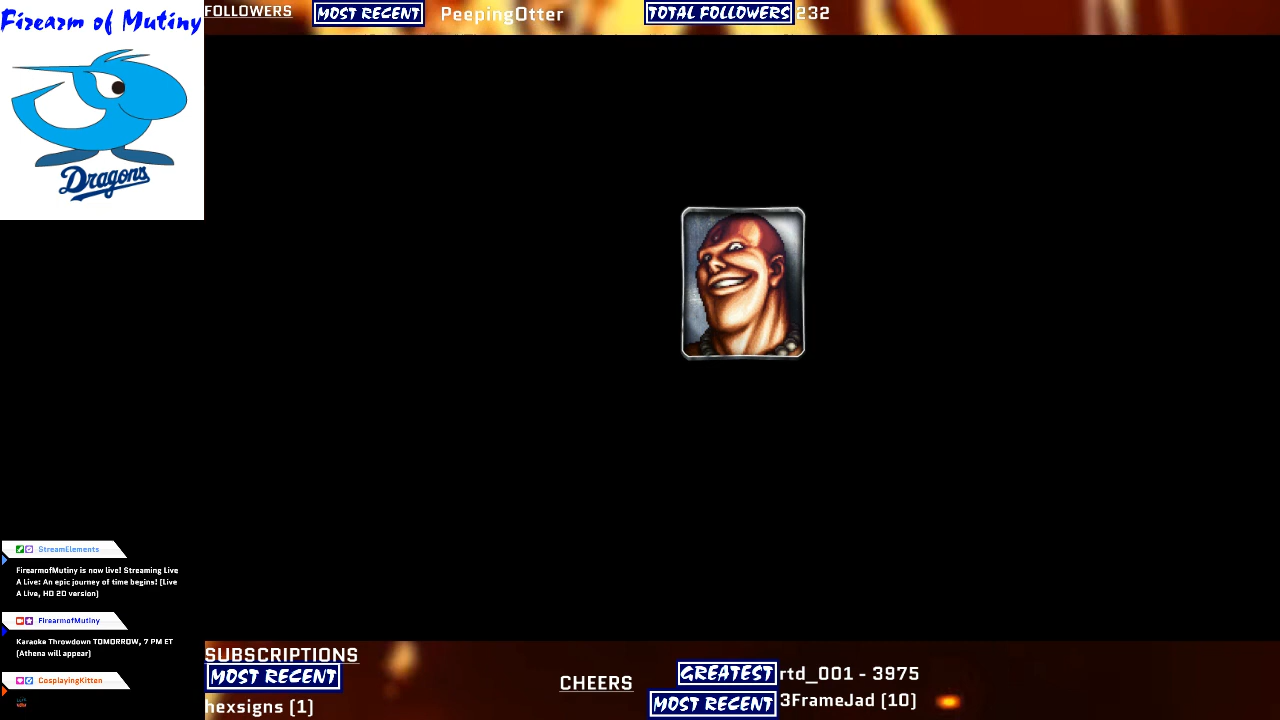 Firearm of Mutiny
Dragons
FOLLOWERS
MOST RECENT
PeepingOtter
TOTAL FOLLOWERS
232
StreamElements
FirearmofMutiny is now live! Streaming Live
A Live: An epic journey of time begins! [Live
A Live, HD 2D version]
FirearmofMutiny
Karaoke Throwdown TOMORROW, 7 PM ET
(Athena will appear)
CosplayingKitten
SUBSCRIPTIONS
MOST RECENT
hexsigns [1]
CHEERS
GREATEST
rtd_001 - 3975
MOST RECENT
3FrameJad [10]